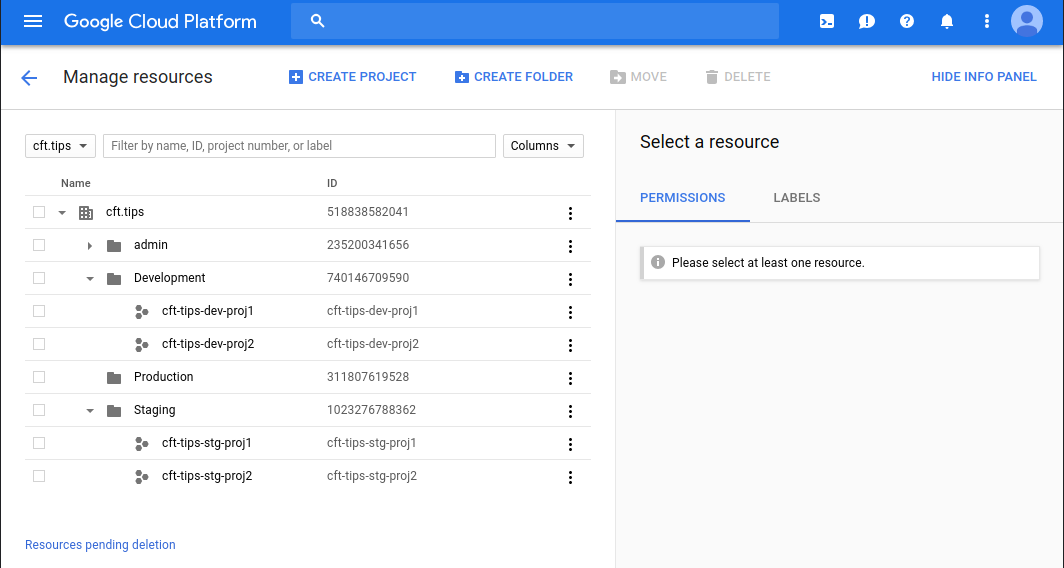 Google Cloud Platform
Manage resources CREATE PROJECT CREATE FOLDER MOVE DELETE HIDE INFO PANEL
cft.tips Filter by name, ID, project number, or label Columns
Name ID
cft.tips 518838582041
admin 235200341656
Development 740146709590
cft-tips-dev-proj1 cft-tips-dev-proj1
cft-tips-dev-proj2 cft-tips-dev-proj2
Production 311807619528
Staging 1023276788362
cft-tips-stg-proj1 cft-tips-stg-proj1
cft-tips-stg-proj2 cft-tips-stg-proj2
Resources pending deletion
Select a resource
PERMISSIONS LABELS
Please select at least one resource.